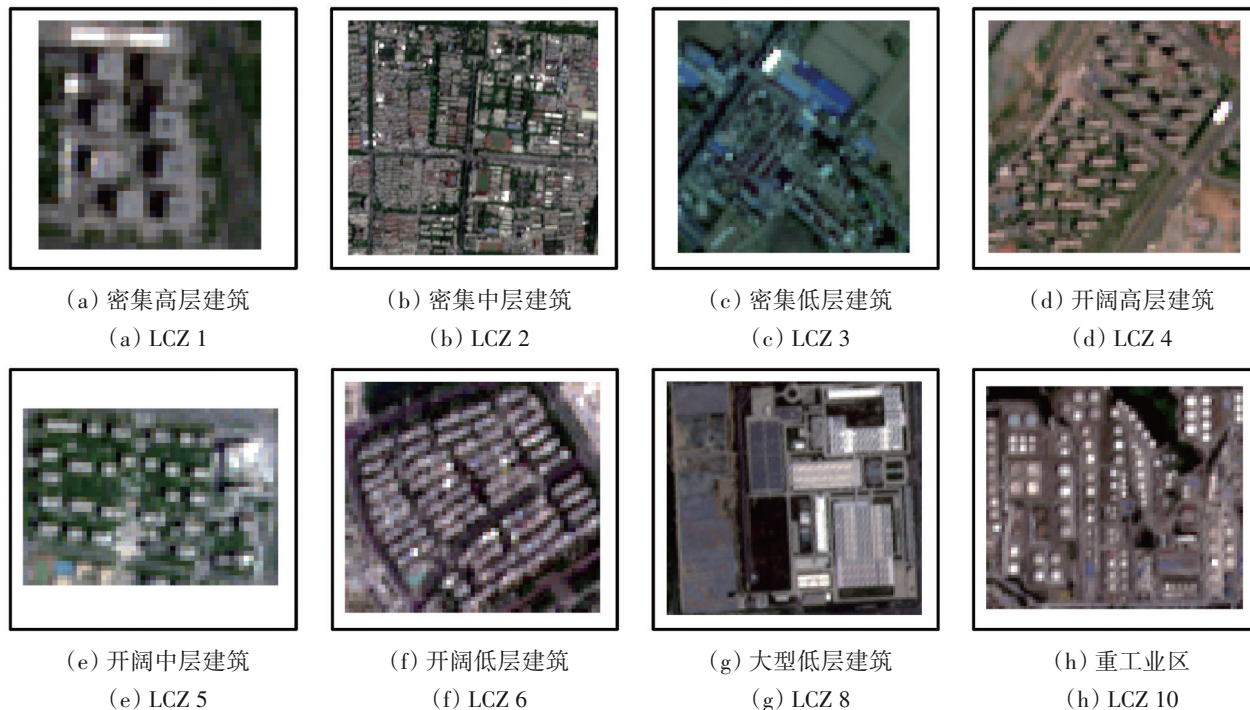 (a) 密集高层建筑
(a) LCZ 1
(b) 密集中层建筑
(b) LCZ 2
(c) 密集低层建筑
(c) LCZ 3
(d) 开阔高层建筑
(d) LCZ 4
(e) 开阔中层建筑
(e) LCZ 5
(f) 开阔低层建筑
(f) LCZ 6
(g) 大型低层建筑
(g) LCZ 8
(h) 重工业区
(h) LCZ 10